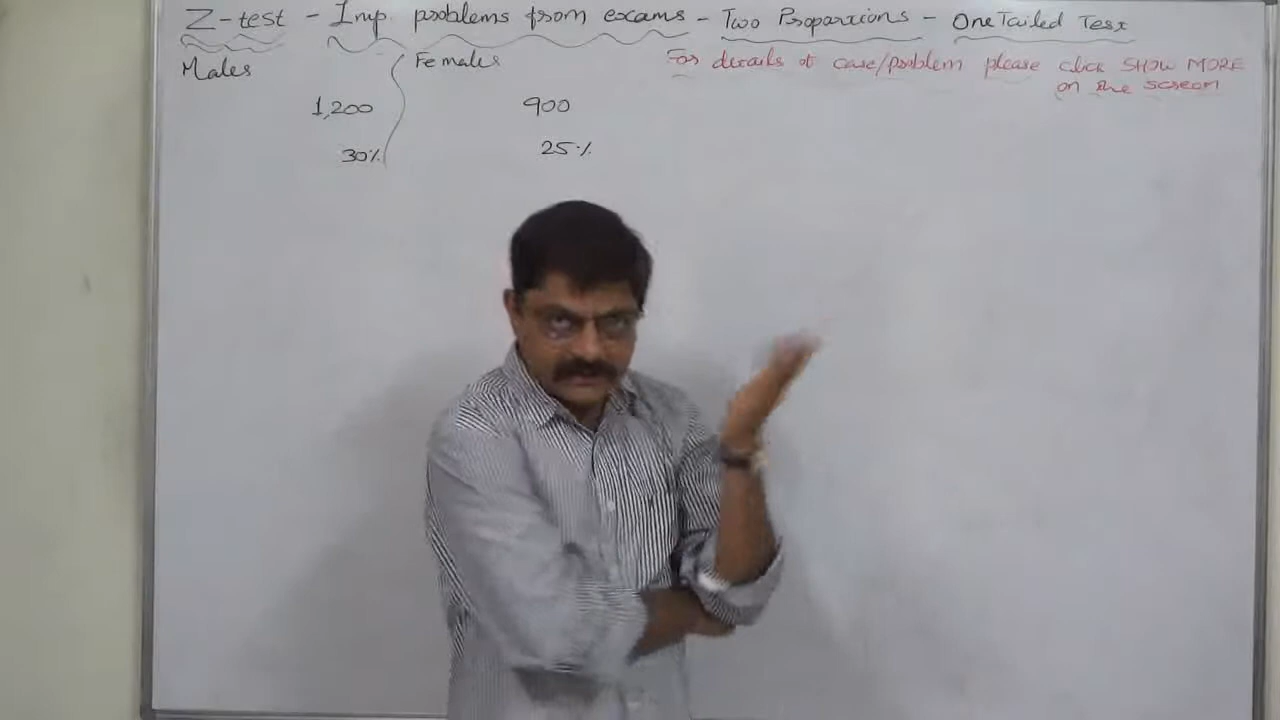 Z-test - Imp. problems from exams - Two Proportions - One Tailed Test
Males
Females
For details of case/problem please click SHOW MORE
on the screen
1,200
900
30%
25%